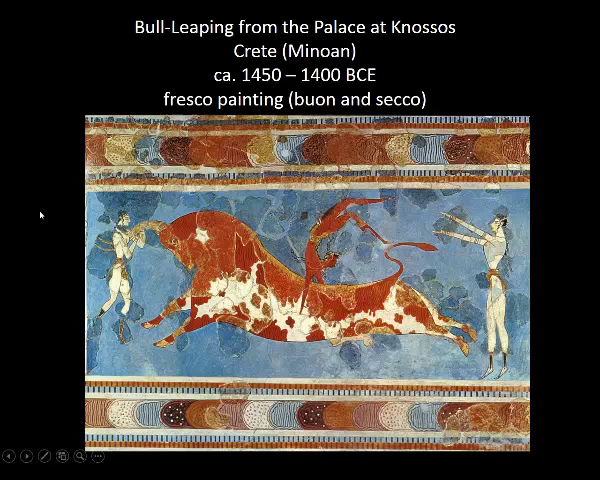 Bull-Leaping from the Palace at Knossos
Crete (Minoan)
ca. 1450 – 1400 BCE
fresco painting (buon and secco)